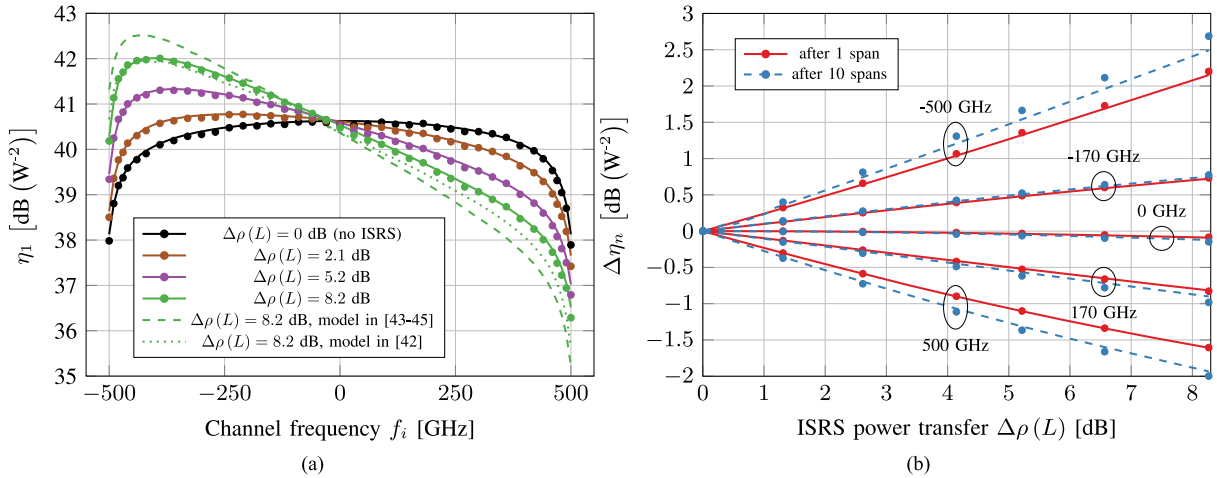 43
42
41
40
39
38
37
36
35
η₁ [dB (W⁻²)]
Δρ(L) = 0 dB (no ISRS)
Δρ(L) = 2.1 dB
Δρ(L) = 5.2 dB
Δρ(L) = 8.2 dB
Δρ(L) = 8.2 dB, model in [43-45]
Δρ(L) = 8.2 dB, model in [42]
−500 −250 0 250 500
Channel frequency fᵢ [GHz]
(a)
3
2.5
2
1.5
1
0.5
0
−0.5
−1
−1.5
−2
Δηₙ [dB (W⁻²)]
after 1 span
after 10 spans
-500 GHz
-170 GHz
0 GHz
170 GHz
500 GHz
0 1 2 3 4 5 6 7 8
ISRS power transfer Δρ(L) [dB]
(b)